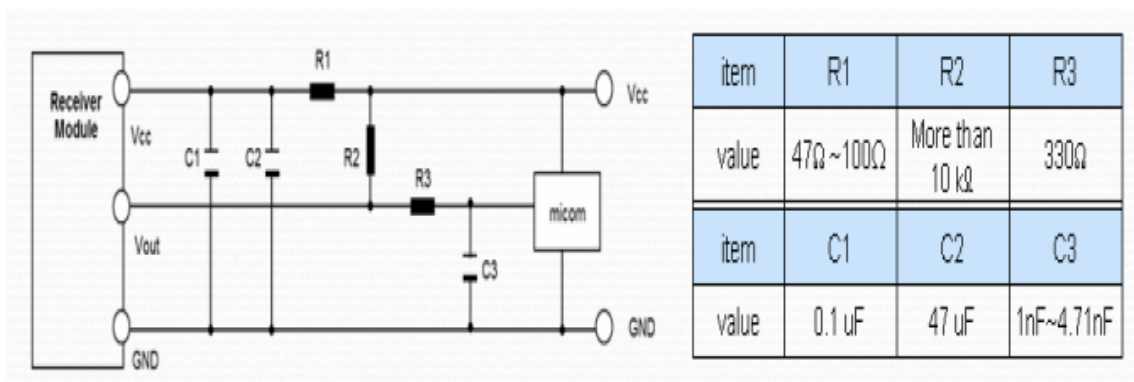 Receiver
Module
Vcc
Vout
GND
C1
C2
R1
R2
R3
C3
micom
Vcc
GND
item R1 R2 R3
value 47Ω~100Ω More than 10 kΩ 330Ω
item C1 C2 C3
value 0.1 uF 47 uF 1nF~4.71nF